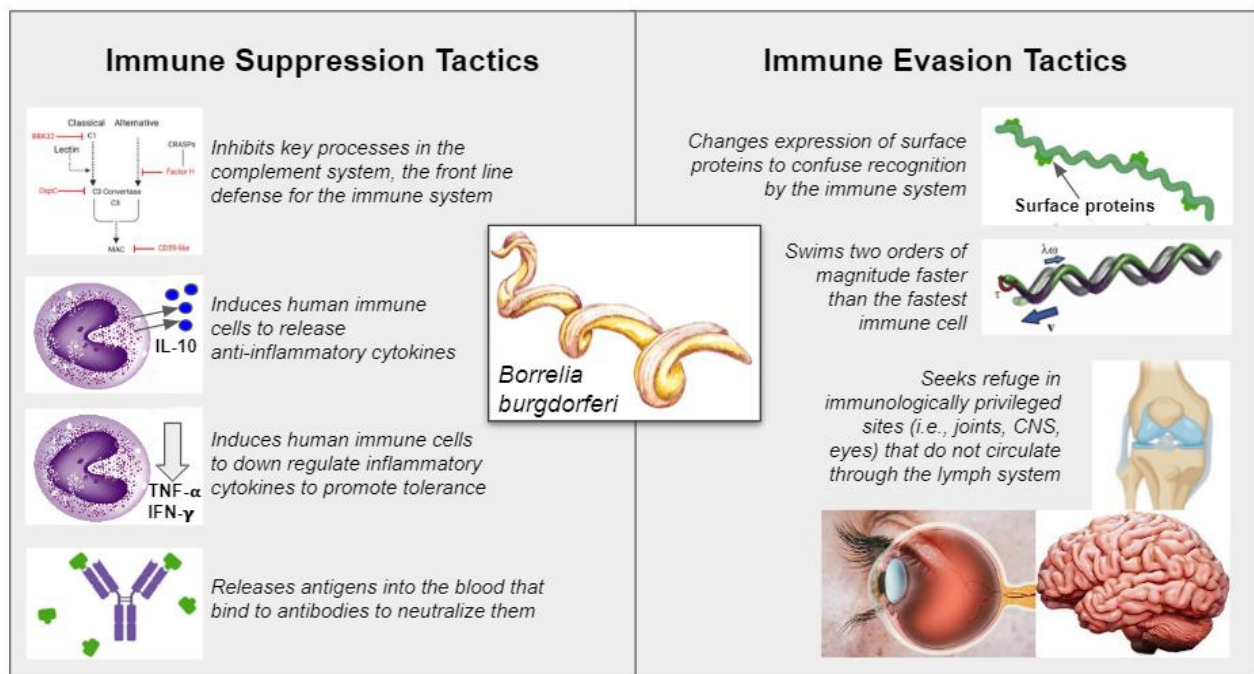 Immune Suppression Tactics
Classical Alternative
BBK32
C1
CRASPs
Lectin
Factor H
OspC
C3 Convertase
C3
MAC
CD59-like
Inhibits key processes in the
complement system, the front line
defense for the immune system
IL-10
Induces human immune
cells to release
anti-inflammatory cytokines
TNF-α
IFN-γ
Induces human immune cells
to down regulate inflammatory
cytokines to promote tolerance
Releases antigens into the blood that
bind to antibodies to neutralize them
Borrelia
burgdorferi
Immune Evasion Tactics
Changes expression of surface
proteins to confuse recognition
by the immune system
Surface proteins
Swims two orders of
magnitude faster
than the fastest
immune cell
λω
τ
v
Seeks refuge in
immunologically privileged
sites (i.e., joints, CNS,
eyes) that do not circulate
through the lymph system